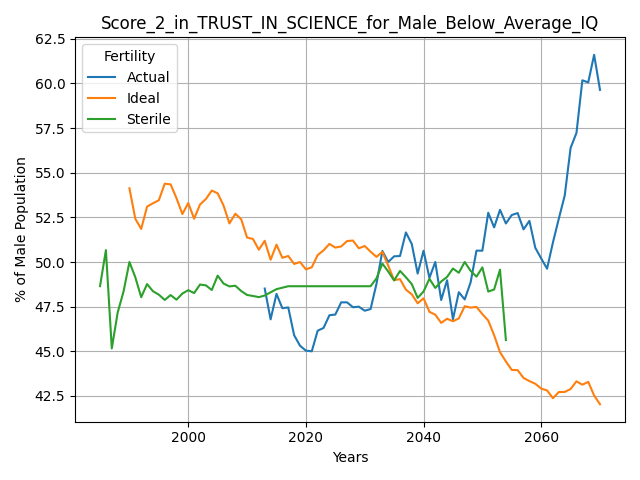 Score_2_in_TRUST_IN_SCIENCE_for_Male_Below_Average_IQ
Fertility
Actual
Ideal
Sterile
% of Male Population
62.5
60.0
57.5
55.0
52.5
50.0
47.5
45.0
42.5
2000 2020 2040 2060
Years